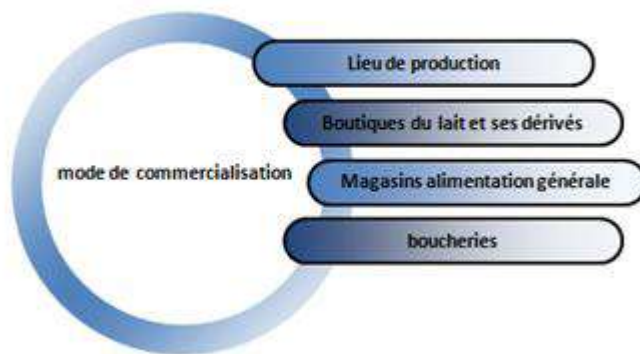 mode de commercialisation
Lieu de production
Boutiques du lait et ses dérivés
Magasins alimentation générale
boucheries